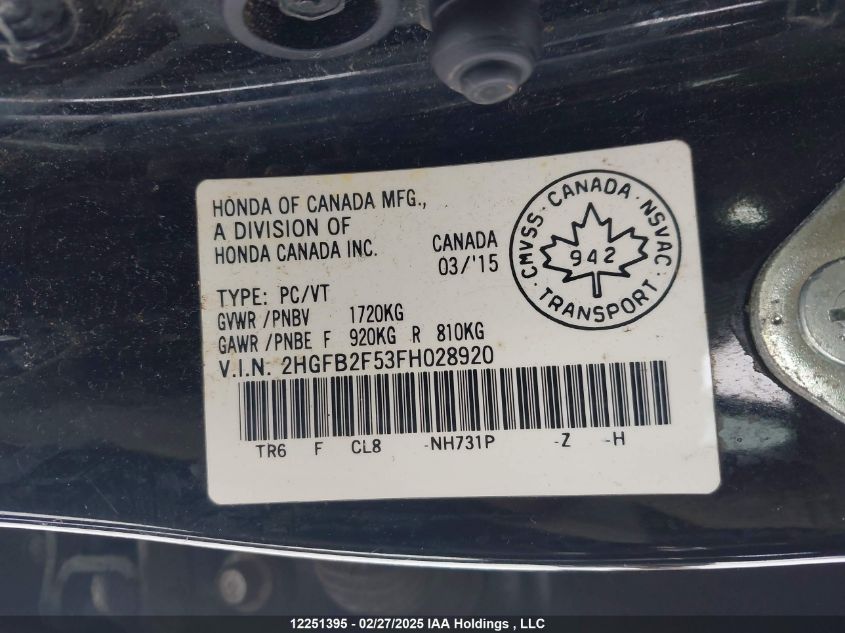 HONDA OF CANADA MFG.,
A DIVISION OF
HONDA CANADA INC.
CANADA
03/'15
CMVSS · CANADA · NSVAC ·
942
TRANSPORT
TYPE: PC/VT
GVWR /PNBV 1720KG
GAWR /PNBE F 920KG R 810KG
V.I.N: 2HGFB2F53FH028920
TR6 F CL8 -NH731P -Z -H
12251395 - 02/27/2025 IAA Holdings , LLC